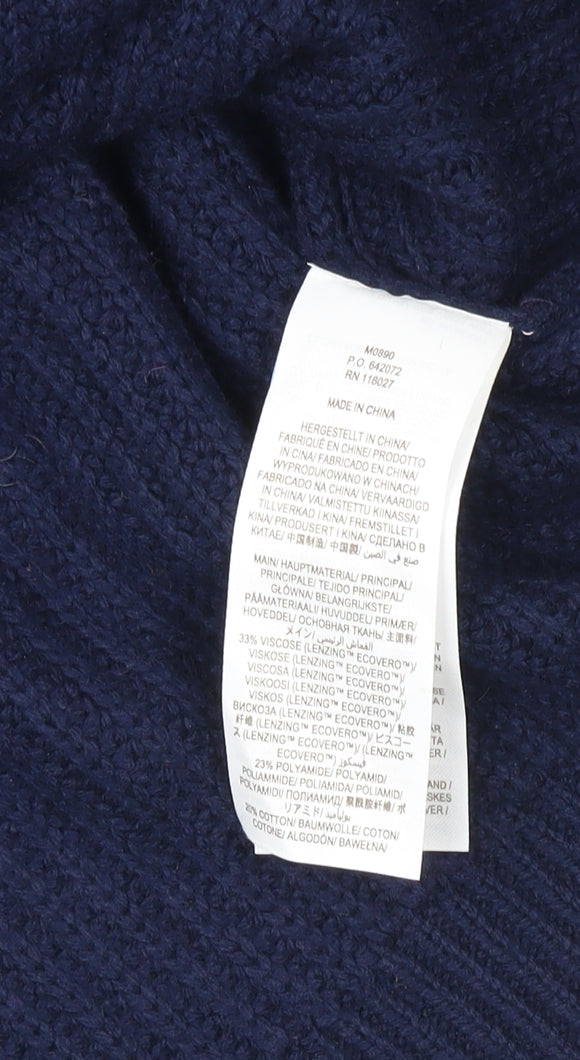 M0890
P.O. 642072
RN 118027
MADE IN CHINA
HERGESTELLT IN CHINA/
FABRIQUÉ EN CHINE/ PRODOTTO
IN CINA/ FABRICADO EN CHINA/
WYPRODUKOWANO W CHINACH/
FABRICADO NA CHINA/ VERVAARDIGD
IN CHINA/ VALMISTETTU KIINASSA/
TILLVERKAD I KINA/ FREMSTILLET I
KINA/ PRODUSERT I KINA/ СДЕЛАНО В
КИТАЕ/ 中国制造/ 中国製/ صنع في الصين
MAIN/ HAUPTMATERIAL/ PRINCIPAL/
PRINCIPALE/ TEJIDO PRINCIPAL/
GŁÓWNA/ BELANGRIJKSTE/
PÄÄMATERIAALI/ HUVUDDEL/ PRIMÆR/
HOVEDDEL/ ОСНОВНАЯ ТКАНЬ/ 主面料/
メイン/ القماش الرئيسي
33% VISCOSE (LENZING™ ECOVERO™)/
VISKOSE (LENZING™ ECOVERO™)/
VISCOSA (LENZING™ ECOVERO™)/
VIKOOSI (LENZING™ ECOVERO™)/
VISKOS (LENZING™ ECOVERO™)/
ВИСКОЗА (LENZING™ ECOVERO™)/ 粘胶
纤维 (LENZING™ ECOVERO™)/ ビスコー
ス (LENZING™ ECOVERO™)/ (LENZING™
ECOVERO™) فيسكوز
23% POLYAMIDE/ POLYAMID/
POLIAMMIDE/ POLIAMIDA/ POLIAMID/
POLYAMIDI/ ПОЛИАМИД/ 聚酰胺纤维/ ポ
リアミド/ بولياميد
20% COTTON/ BAUMWOLLE/ COTON/
COTONE/ ALGODÓN/ BAWEŁNA/